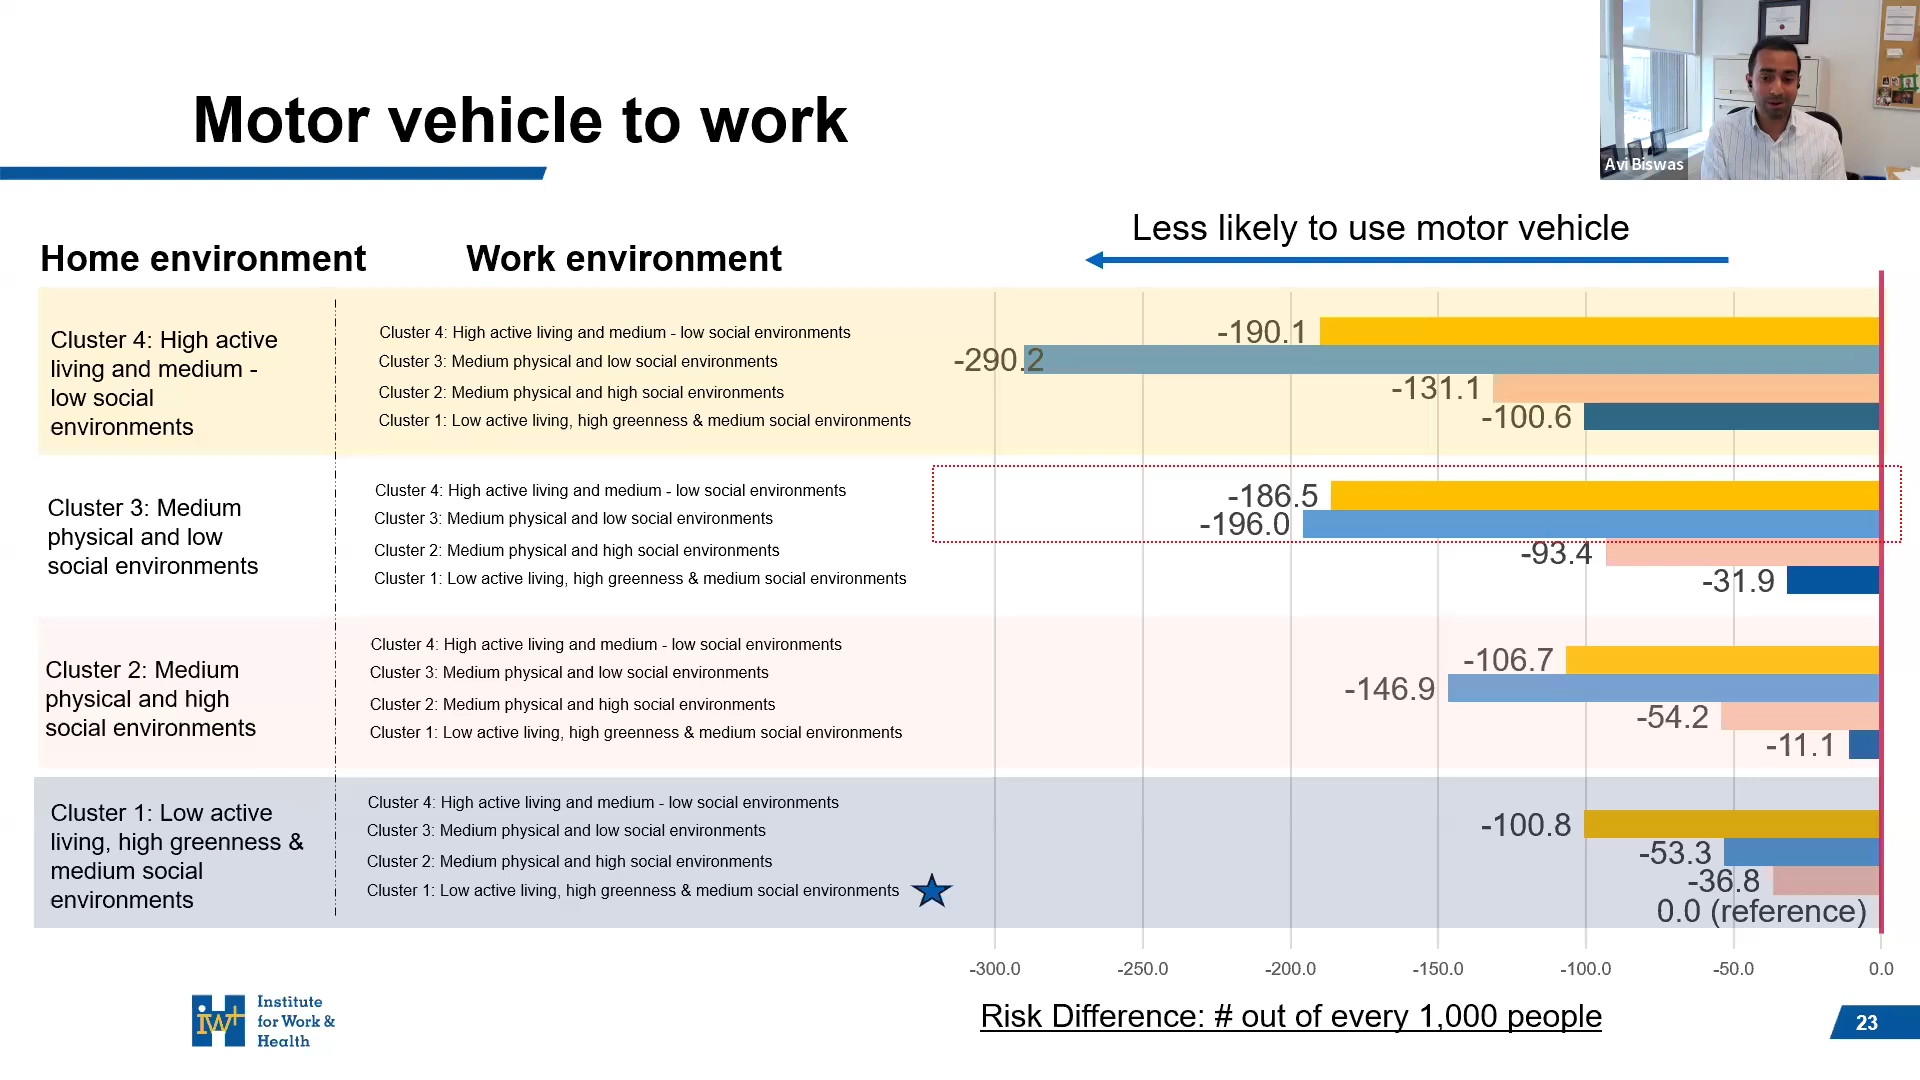 Motor vehicle to work
Avi Biswas
Less likely to use motor vehicle
Home environment
Work environment
Cluster 4: High active
living and medium -
low social
environments
Cluster 4: High active living and medium - low social environments
Cluster 3: Medium physical and low social environments
Cluster 2: Medium physical and high social environments
Cluster 1: Low active living, high greenness & medium social environments
-190.1
-290.2
-131.1
-100.6
Cluster 3: Medium
physical and low
social environments
Cluster 4: High active living and medium - low social environments
Cluster 3: Medium physical and low social environments
Cluster 2: Medium physical and high social environments
Cluster 1: Low active living, high greenness & medium social environments
-186.5
-196.0
-93.4
-31.9
Cluster 2: Medium
physical and high
social environments
Cluster 4: High active living and medium - low social environments
Cluster 3: Medium physical and low social environments
Cluster 2: Medium physical and high social environments
Cluster 1: Low active living, high greenness & medium social environments
-106.7
-146.9
-54.2
-11.1
Cluster 1: Low active
living, high greenness &
medium social
environments
Cluster 4: High active living and medium - low social environments
Cluster 3: Medium physical and low social environments
Cluster 2: Medium physical and high social environments
Cluster 1: Low active living, high greenness & medium social environments
-100.8
-53.3
-36.8
0.0 (reference)
-300.0 -250.0 -200.0 -150.0 -100.0 -50.0 0.0
Risk Difference: # out of every 1,000 people
iw+
Institute
for Work &
Health
23